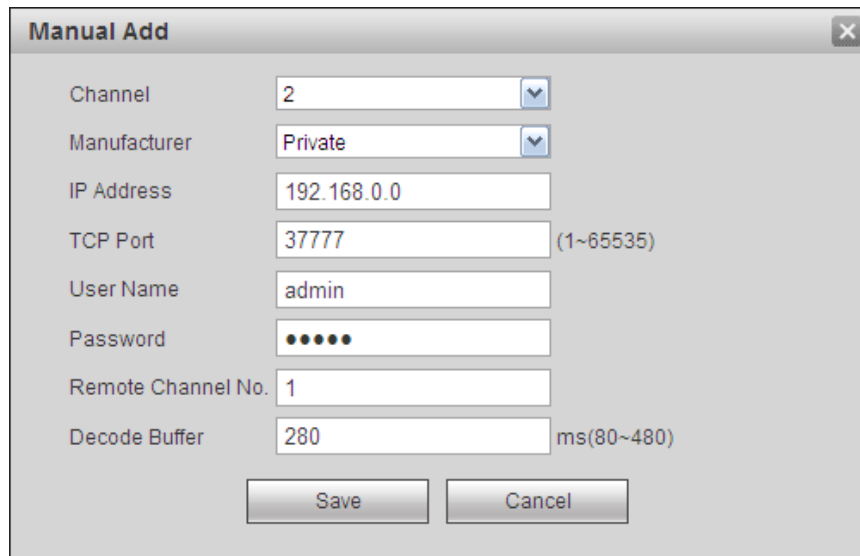 Manual Add
Channel 2
Manufacturer Private
IP Address 192.168.0.0
TCP Port 37777 (1~65535)
User Name admin
Password ●●●●●
Remote Channel No. 1
Decode Buffer 280 ms(80~480)
Save Cancel